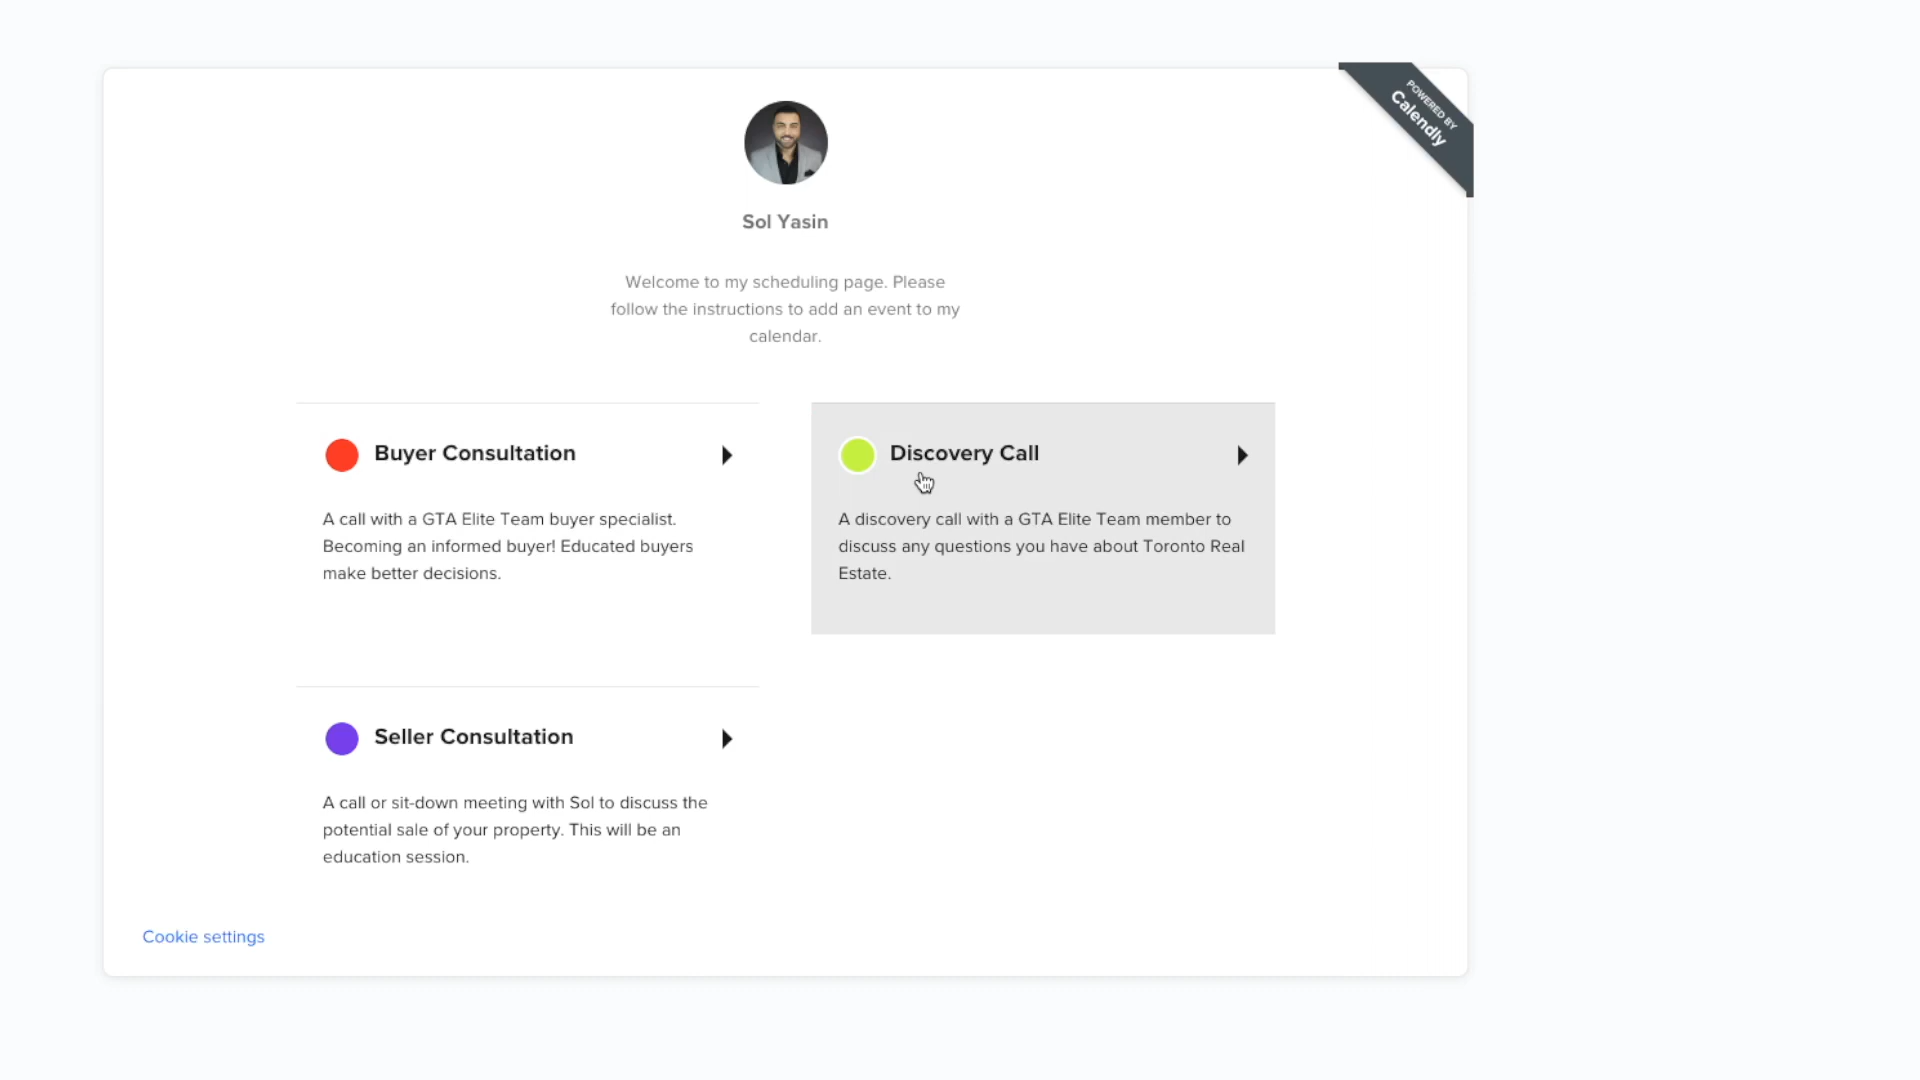 POWERED BY
Calendly
Sol Yasin
Welcome to my scheduling page. Please
follow the instructions to add an event to my
calendar.
Buyer Consultation
A call with a GTA Elite Team buyer specialist.
Becoming an informed buyer! Educated buyers
make better decisions.
Discovery Call
A discovery call with a GTA Elite Team member to
discuss any questions you have about Toronto Real
Estate.
Seller Consultation
A call or sit-down meeting with Sol to discuss the
potential sale of your property. This will be an
education session.
Cookie settings